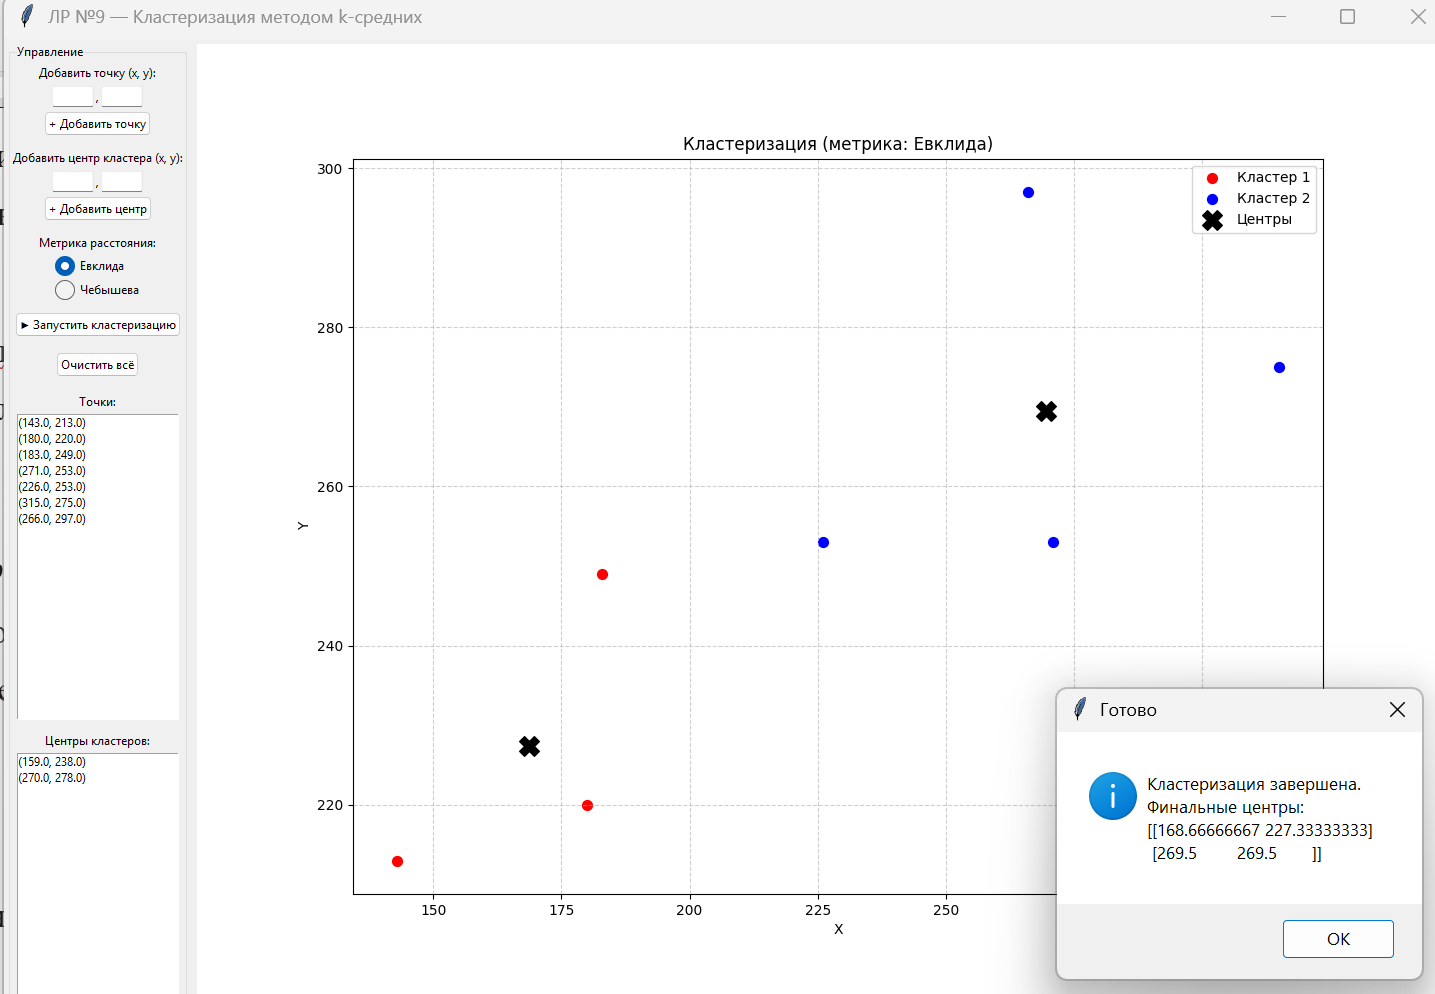 ЛР №9 — Кластеризация методом k-средних
Управление
Добавить точку (x, y):
,
+ Добавить точку
Добавить центр кластера (x, y):
,
+ Добавить центр
Метрика расстояния:
Евклида
Чебышева
► Запустить кластеризацию
Очистить всё
Точки:
(143.0, 213.0)
(180.0, 220.0)
(183.0, 249.0)
(271.0, 253.0)
(226.0, 253.0)
(315.0, 275.0)
(266.0, 297.0)
Центры кластеров:
(159.0, 238.0)
(270.0, 278.0)
Кластеризация (метрика: Евклида)
Кластер 1
Кластер 2
Центры
300
280
260
240
220
Y
150 175 200 225 250
X
Готово
Кластеризация завершена.
Финальные центры:
[[168.66666667 227.33333333]
[269.5 269.5 ]]
OK